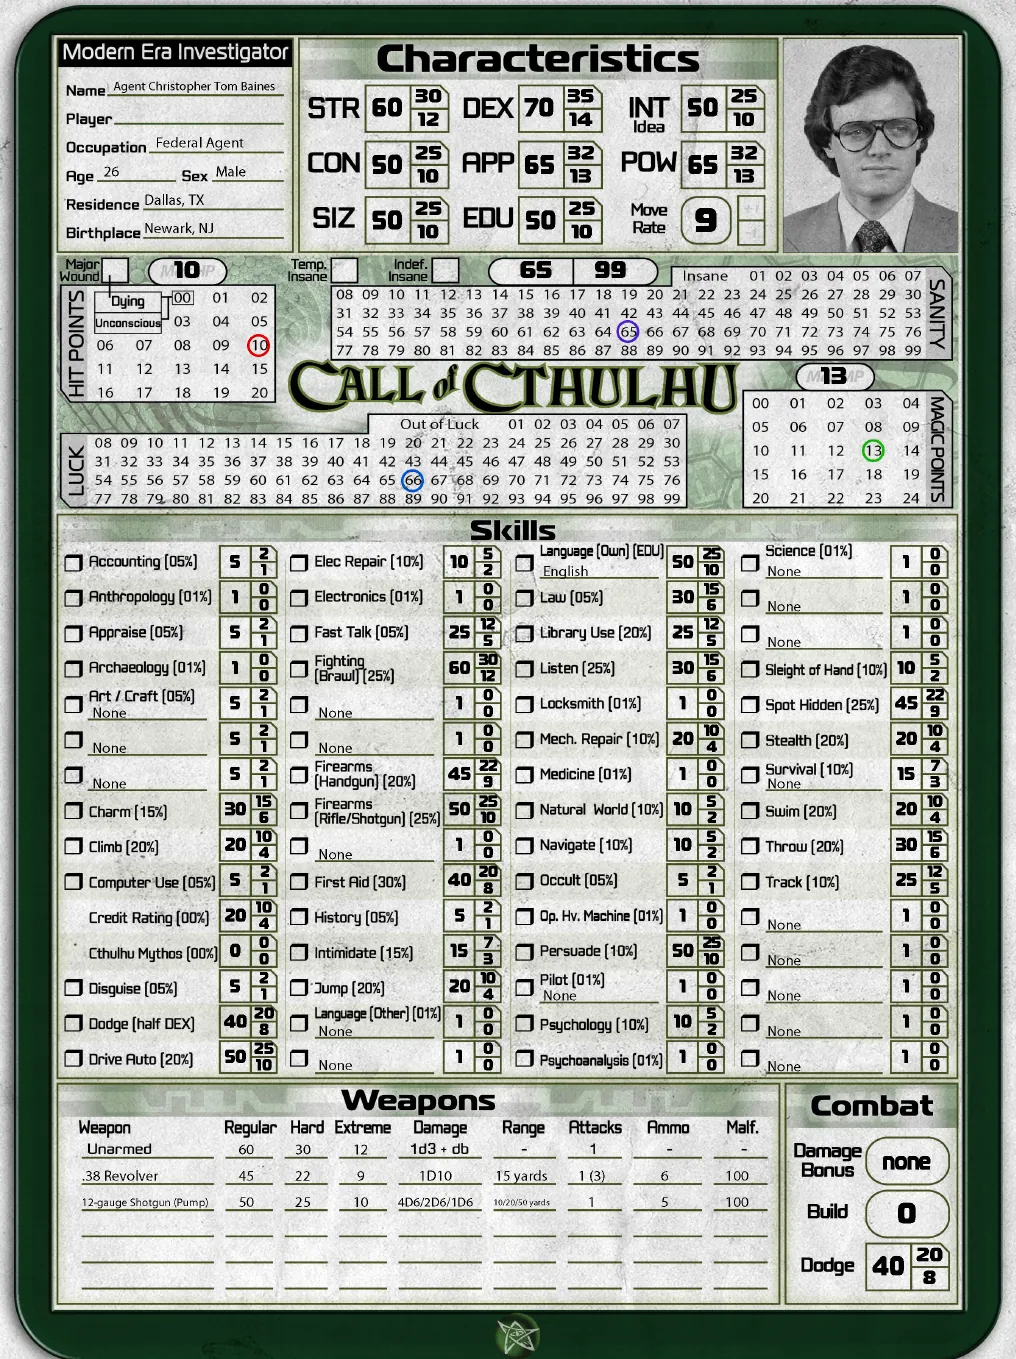 Modern Era Investigator
Name Agent Christopher Tom Baines
Player
Occupation Federal Agent
Age 26 Sex Male
Residence Dallas, TX
Birthplace Newark, NJ
Characteristics
STR 60 30 12 DEX 70 35 14 INT Idea 50 25 10
CON 50 25 10 APP 65 32 13 POW 65 32 13
SIZ 50 25 10 EDU 50 25 10 Move Rate 9
Major Wound 10
HIT POINTS
Dying 00 01 02
Unconscious 03 04 05
06 07 08 09 10
11 12 13 14 15
16 17 18 19 20
Temp. Insane Indef. Insane 65 99
SANITY
Insane 01 02 03 04 05 06 07
08 09 10 11 12 13 14 15 16 17 18 19 20 21 22 23 24 25 26 27 28 29 30
31 32 33 34 35 36 37 38 39 40 41 42 43 44 45 46 47 48 49 50 51 52 53
54 55 56 57 58 59 60 61 62 63 64 65 66 67 68 69 70 71 72 73 74 75 76
77 78 79 80 81 82 83 84 85 86 87 88 89 90 91 92 93 94 95 96 97 98 99
CALL of CTHULHU
LUCK
Out of Luck 01 02 03 04 05 06 07
08 09 10 11 12 13 14 15 16 17 18 19 20 21 22 23 24 25 26 27 28 29 30
31 32 33 34 35 36 37 38 39 40 41 42 43 44 45 46 47 48 49 50 51 52 53
54 55 56 57 58 59 60 61 62 63 64 65 66 67 68 69 70 71 72 73 74 75 76
77 78 79 80 81 82 83 84 85 86 87 88 89 90 91 92 93 94 95 96 97 98 99
13
MAGIC POINTS
00 01 02 03 04
05 06 07 08 09
10 11 12 13 14
15 16 17 18 19
20 21 22 23 24
Skills
Accounting (05%) 5 2 1
Anthropology (01%) 1 0 0
Appraise (05%) 5 2 1
Archaeology (01%) 1 0 0
Art / Craft (05%)
None 5 2 1
None 5 2 1
None 5 2 1
Charm (15%) 30 15 6
Climb (20%) 20 10 4
Computer Use (05%) 5 2 1
Credit Rating (00%) 20 10 4
Cthulhu Mythos (00%) 0 0 0
Disguise (05%) 5 2 1
Dodge (half DEX) 40 20 8
Drive Auto (20%) 50 25 10
Elec Repair (10%) 10 5 2
Electronics (01%) 1 0 0
Fast Talk (05%) 25 12 5
Fighting
(Brawl) (25%) 60 30 12
None 1 0 0
None 1 0 0
Firearms
(Handgun) (20%) 45 22 9
Firearms
(Rifle/Shotgun) (25%) 50 25 10
None 1 0 0
First Aid (30%) 40 20 8
History (05%) 5 2 1
Intimidate (15%) 15 7 3
Jump (20%) 20 10 4
Language (Other) (01%)
None 1 0 0
None 1 0 0
Language (Own) (EDU)
English 50 25 10
Law (05%) 30 15 6
Library Use (20%) 25 12 5
Listen (25%) 30 15 6
Locksmith (01%) 1 0 0
Mech. Repair (10%) 20 10 4
Medicine (01%) 1 0 0
Natural World (10%) 10 5 2
Navigate (10%) 10 5 2
Occult (05%) 5 2 1
Op. Hv. Machine (01%) 1 0 0
Persuade (10%) 50 25 10
Pilot (01%)
None 1 0 0
Psychology (10%) 10 5 2
Psychoanalysis (01%) 1 0 0
Science (01%)
None 1 0 0
None 1 0 0
None 1 0 0
Sleight of Hand (10%) 10 5 2
Spot Hidden (25%) 45 22 9
Stealth (20%) 20 10 4
Survival (10%)
None 15 7 3
Swim (20%) 20 10 4
Throw (20%) 30 15 6
Track (10%) 25 12 5
None 1 0 0
None 1 0 0
None 1 0 0
None 1 0 0
None 1 0 0
Weapons
Weapon Regular Hard Extreme Damage Range Attacks Ammo Malf.
Unarmed 60 30 12 1d3 + db - 1 - -
.38 Revolver 45 22 9 1D10 15 yards 1 (3) 6 100
12-gauge Shotgun (Pump) 50 25 10 4D6/2D6/1D6 10/20/50 yards 1 5 100
Combat
Damage Bonus none
Build 0
Dodge 40 20 8